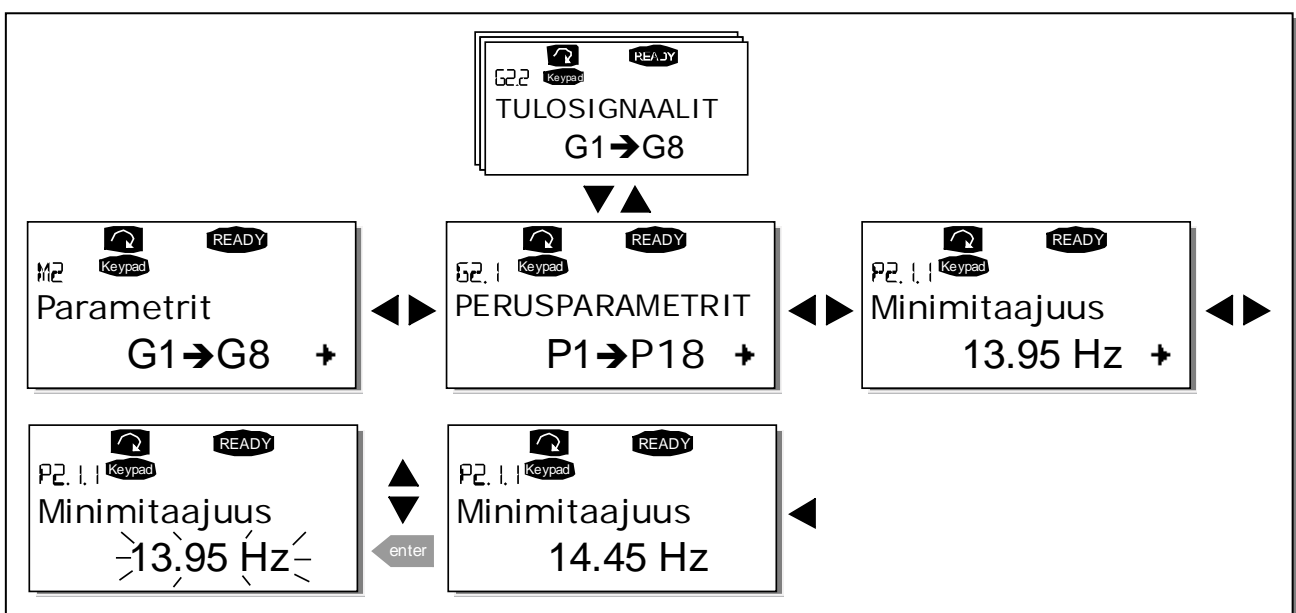 READY
G2.2 Keypad
TULOSIGNAALIT
G1➔G8
READY
M2 Keypad
Parametrit
G1➔G8
READY
G2.1 Keypad
PERUSPARAMETRIT
P1➔P18
READY
P2.1.1 Keypad
Minimitaajuus
13.95 Hz
READY
P2.1.1 Keypad
Minimitaajuus
13.95 Hz
enter
READY
P2.1.1 Keypad
Minimitaajuus
14.45 Hz